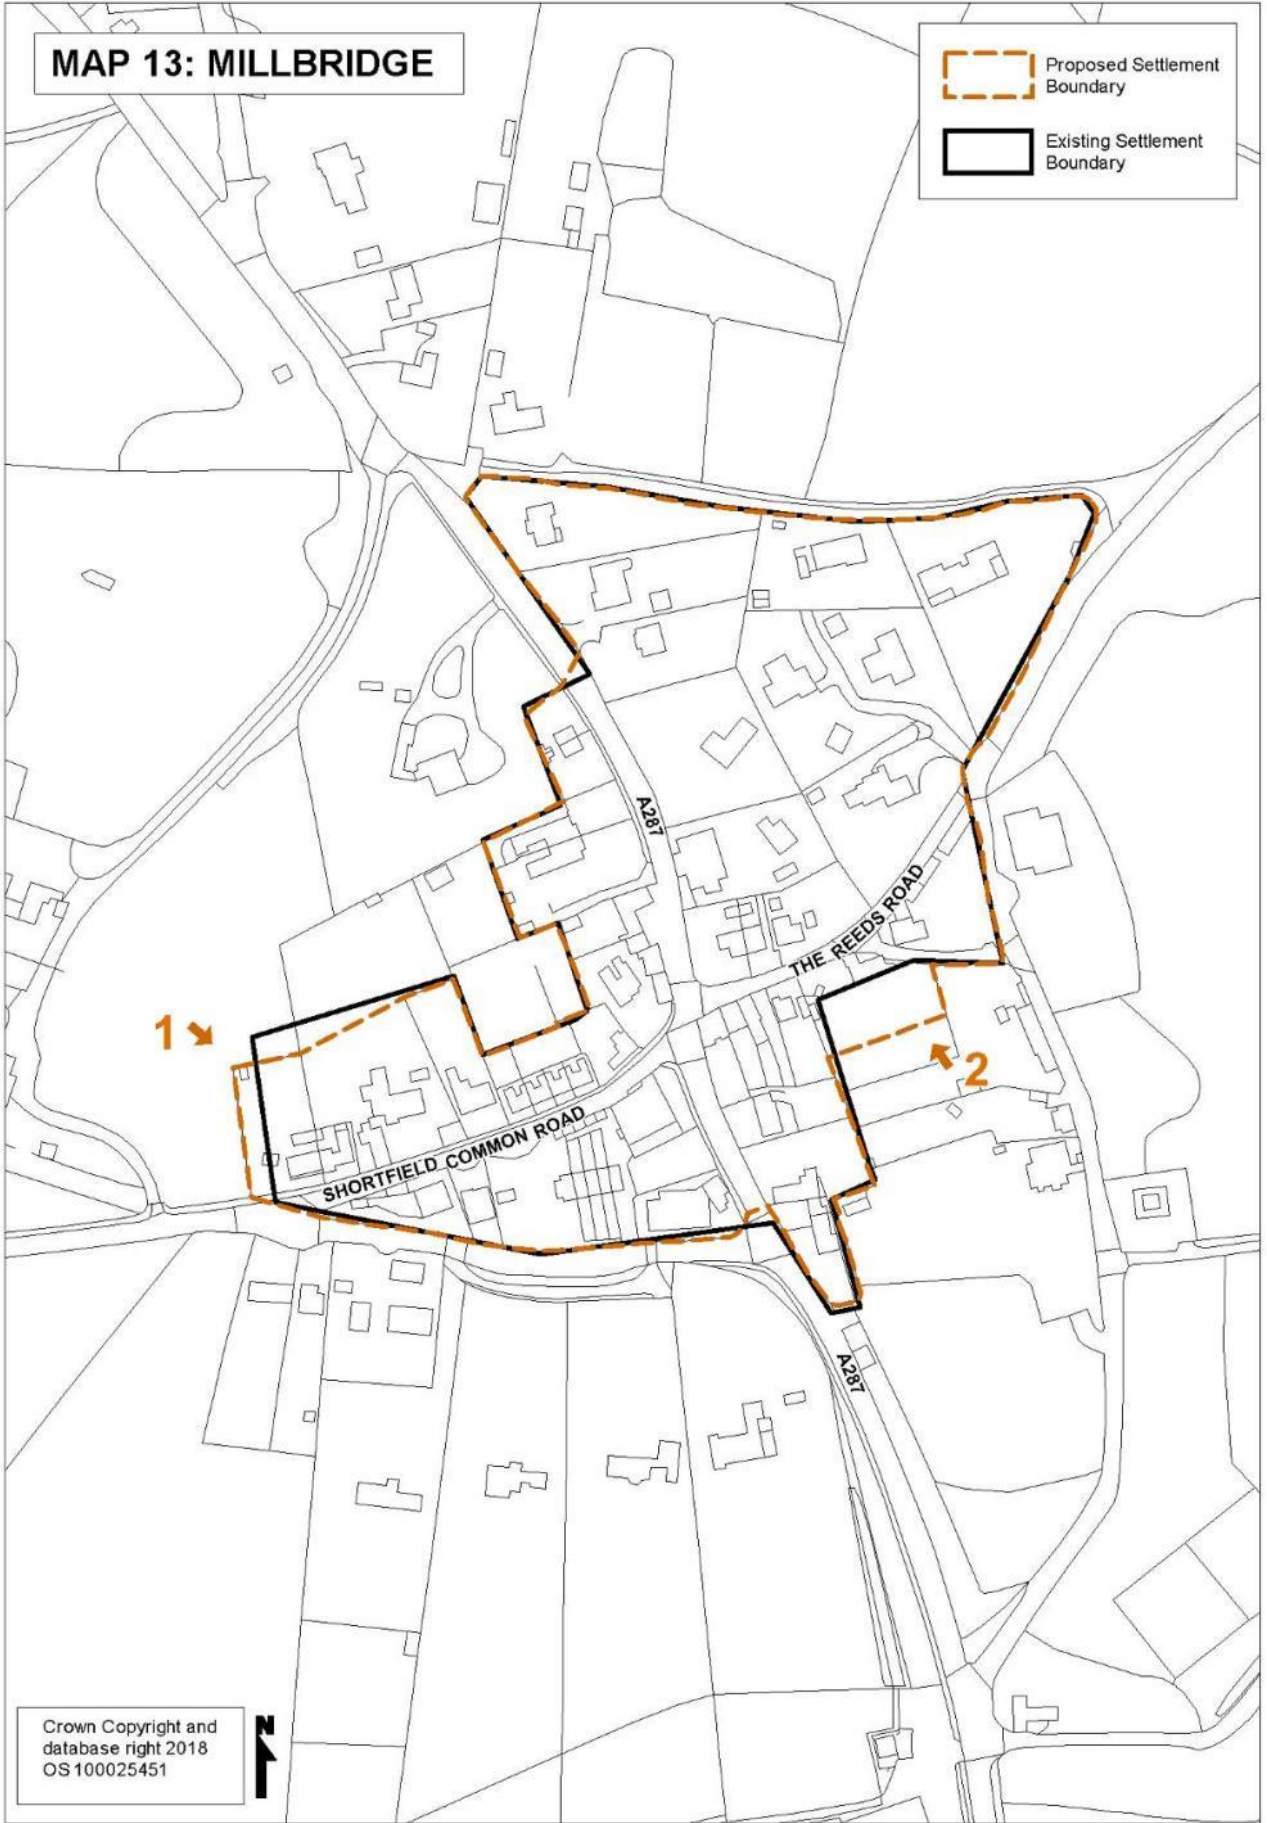 MAP 13: MILLBRIDGE
Proposed Settlement
Boundary
Existing Settlement
Boundary
A287
THE REEDS ROAD
1
2
SHORTFIELD COMMON ROAD
A287
Crown Copyright and
database right 2018
OS 100025451
N